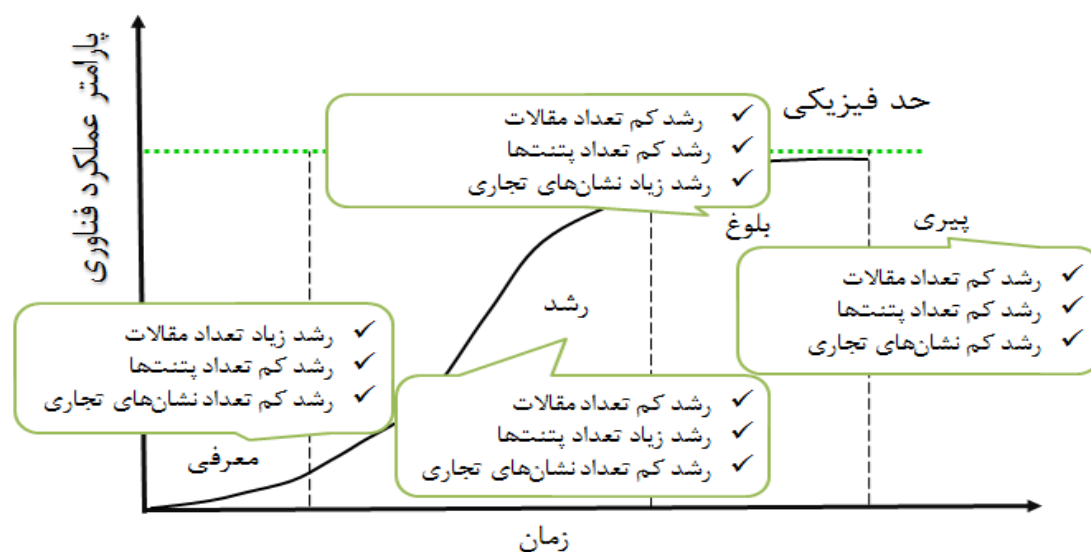 پارامتر عملکرد فناوری
حد فیزیکی
✓ رشد کم تعداد مقالات
✓ رشد کم تعداد پتنت‌ها
✓ رشد زیاد نشان‌های تجاری
بلوغ
پیری
✓ رشد کم تعداد مقالات
✓ رشد کم تعداد پتنت‌ها
✓ رشد کم نشان‌های تجاری
رشد
✓ رشد زیاد تعداد مقالات
✓ رشد کم تعداد پتنت‌ها
✓ رشد کم تعداد نشان‌های تجاری
✓ رشد کم تعداد مقالات
✓ رشد زیاد تعداد پتنت‌ها
✓ رشد کم تعداد نشان‌های تجاری
معرفی
زمان